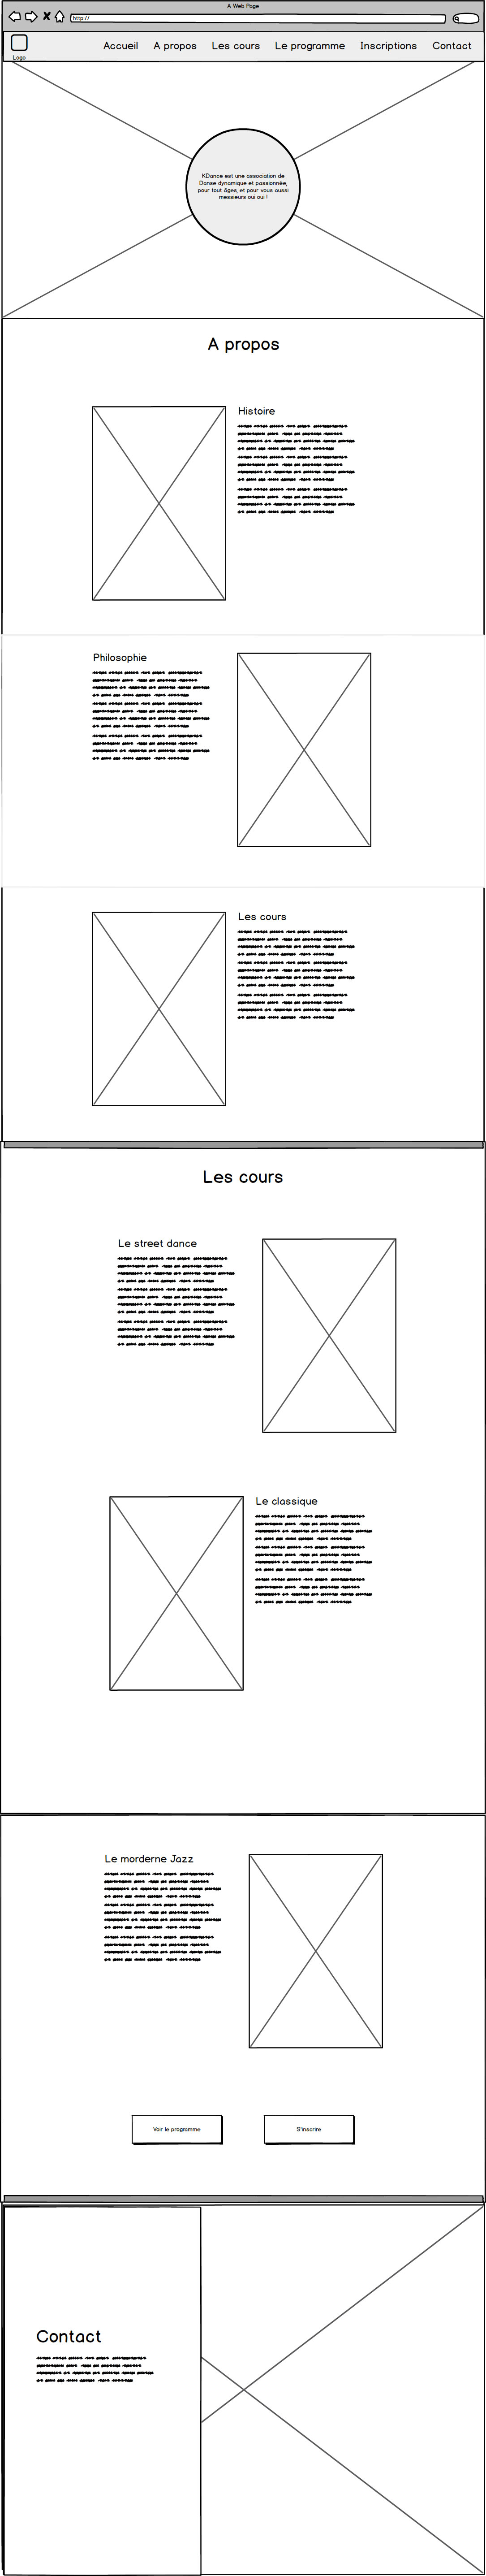 A Web Page
http://
Logo
Accueil A propos Les cours Le programme Inscriptions Contact
KDance est une association de
Danse dynamique et passionnée,
pour tout âges, et pour vous aussi
messieurs oui oui !
A propos
Histoire
Philosophie
Les cours
Les cours
Le street dance
Le classique
Le morderne Jazz
Voir le programme
S'inscrire
Contact